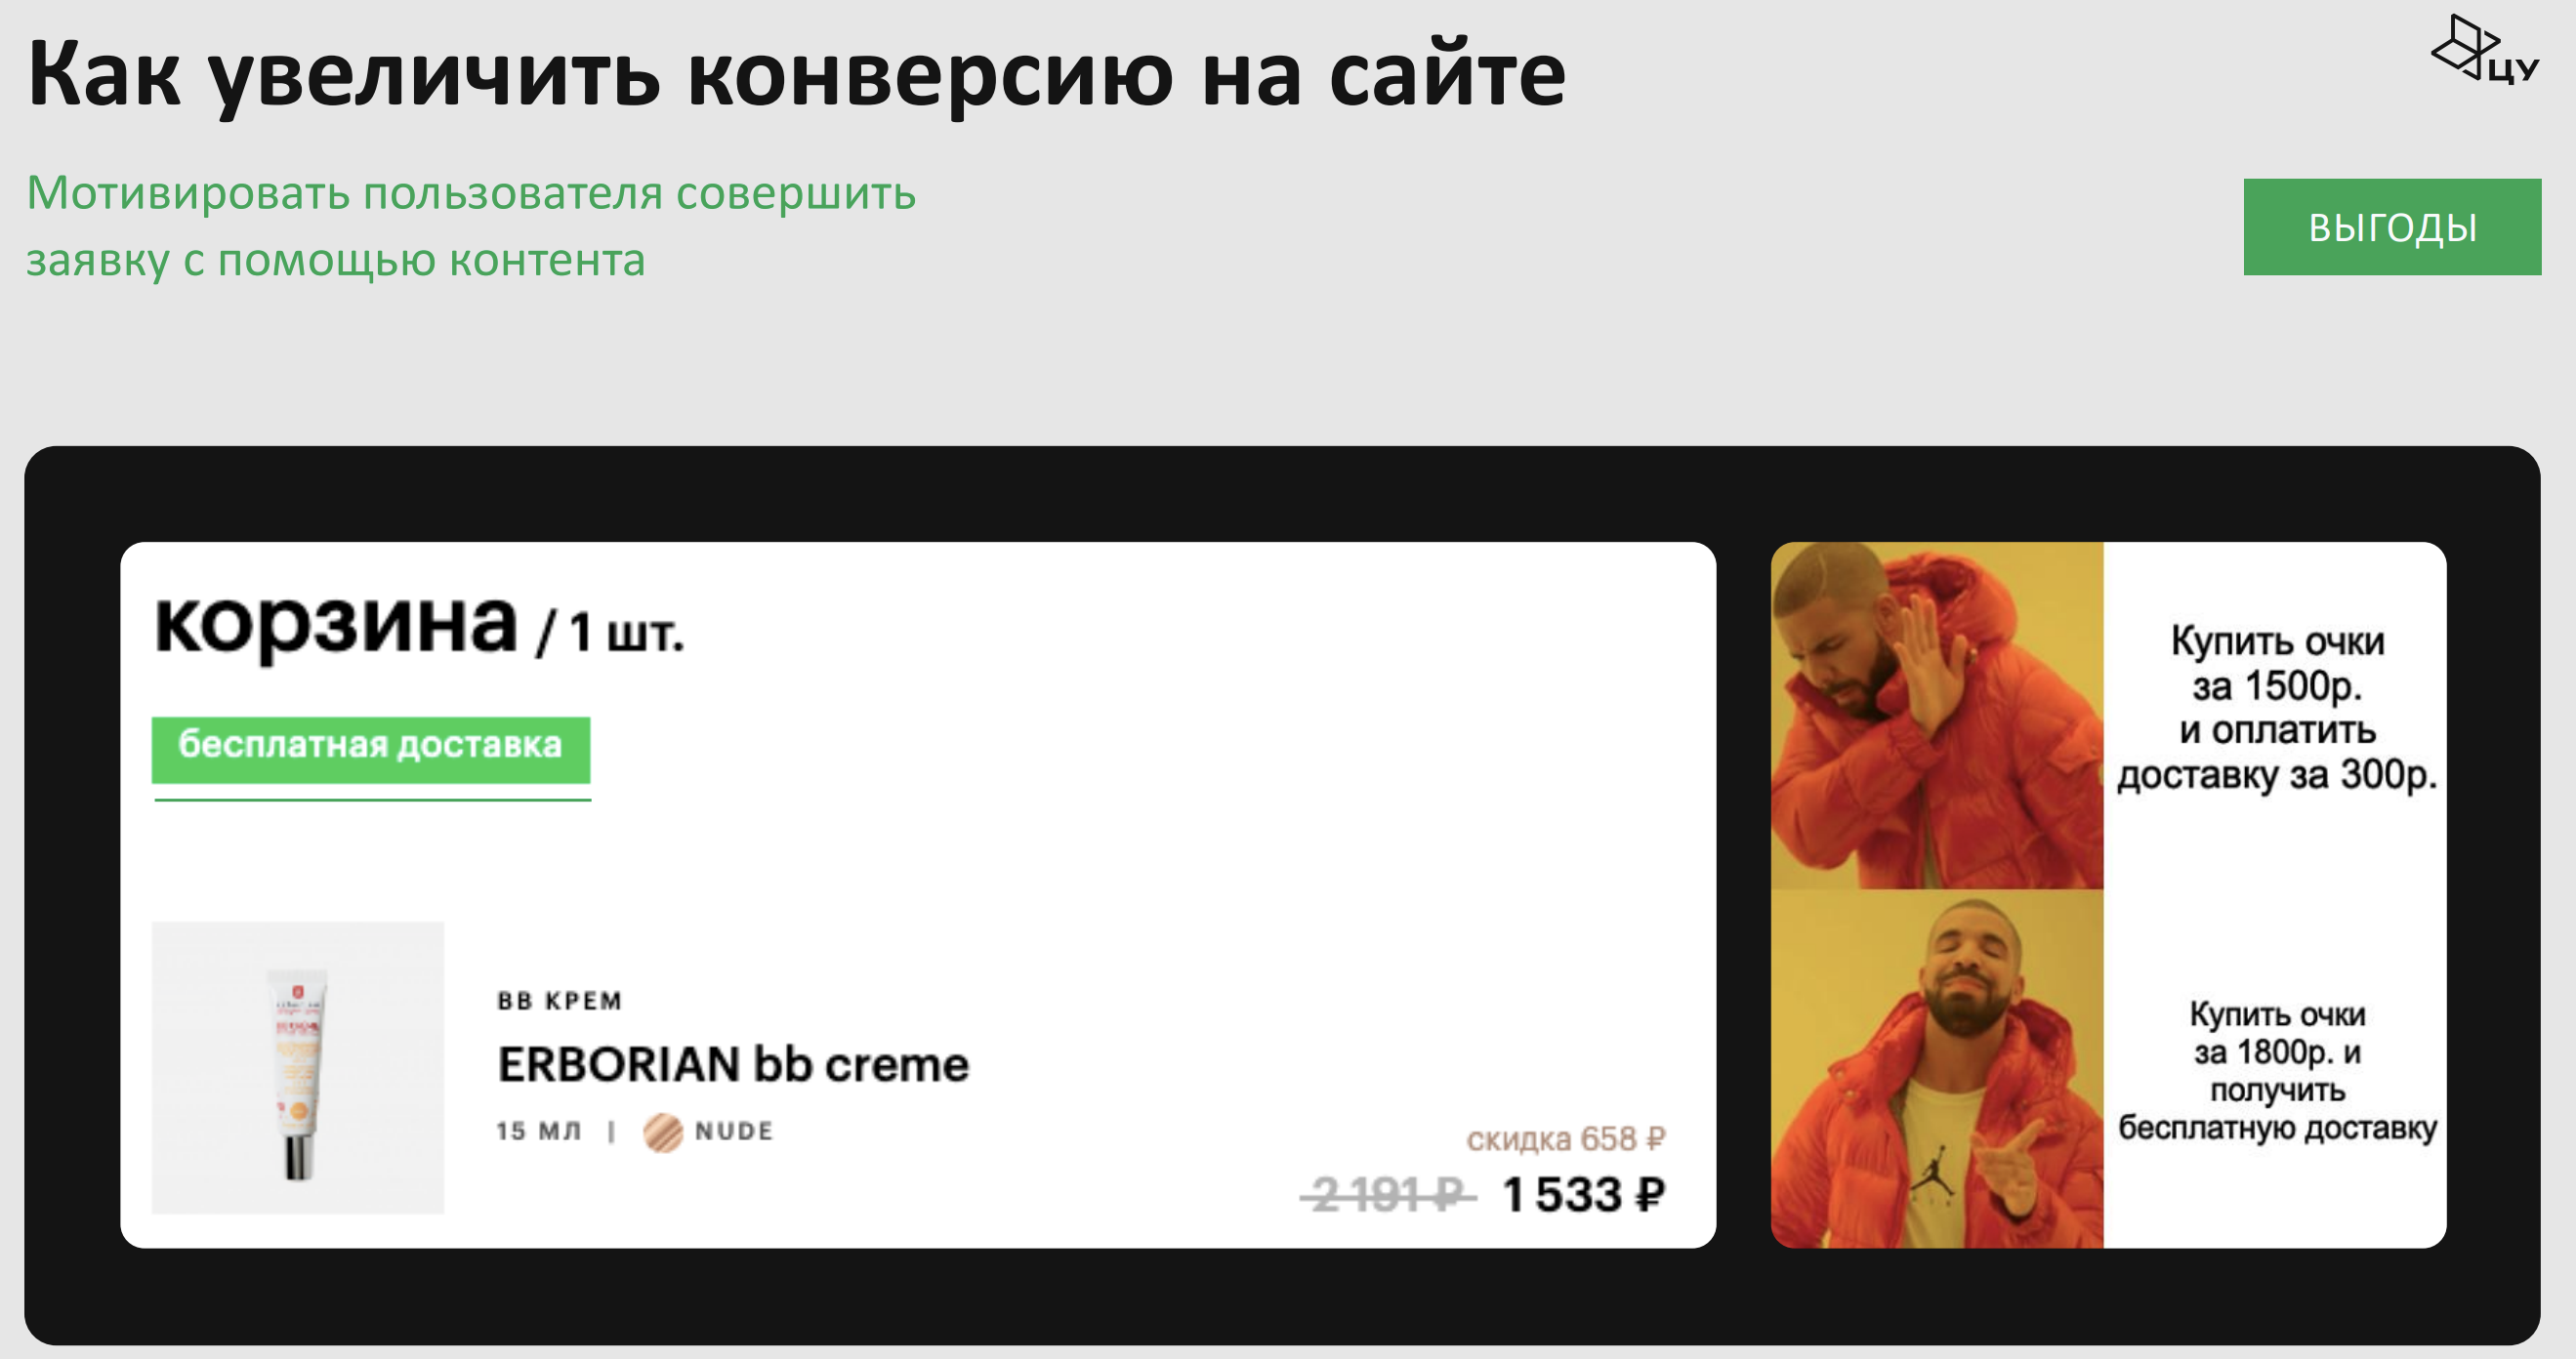 Как увеличить конверсию на сайте
ЦУ
Мотивировать пользователя совершить
заявку с помощью контента
ВЫГОДЫ
корзина / 1 шт.
бесплатная доставка
BB КРЕМ
ERBORIAN bb creme
15 МЛ | NUDE
скидка 658 ₽
2 191 ₽ 1 533 ₽
Купить очки
за 1500р.
и оплатить
доставку за 300р.
Купить очки
за 1800р. и
получить
бесплатную доставку